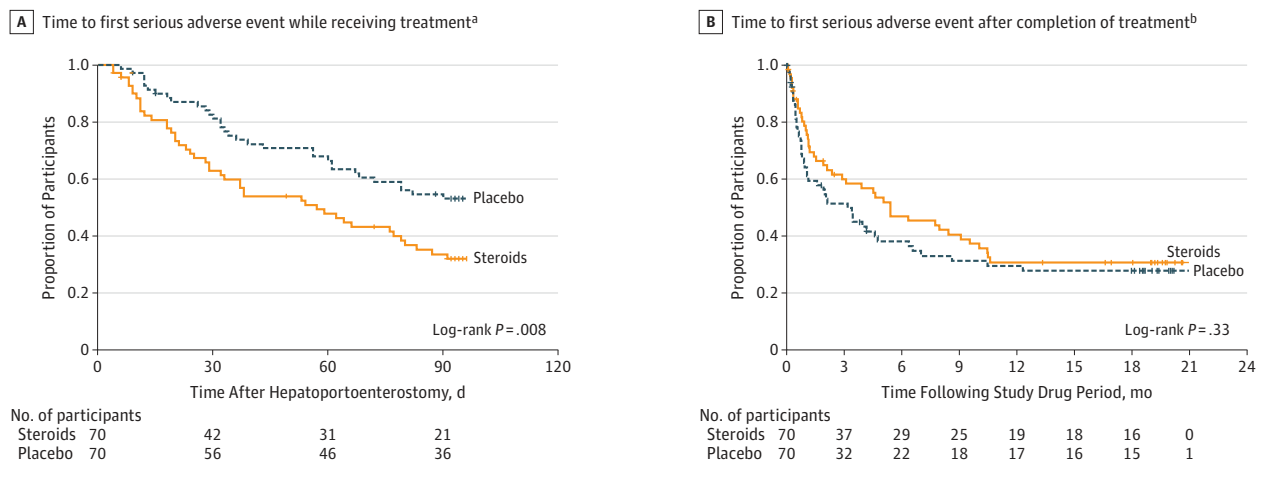 A Time to first serious adverse event while receiving treatmentᵃ
1.0
0.8
0.6
0.4
0.2
0
Proportion of Participants
Placebo
Steroids
Log-rank P = .008
0 30 60 90 120
Time After Hepatoportoenterostomy, d
No. of participants
Steroids 70 42 31 21
Placebo 70 56 46 36
B Time to first serious adverse event after completion of treatmentᵇ
1.0
0.8
0.6
0.4
0.2
0
Proportion of Participants
Steroids
Placebo
Log-rank P = .33
0 3 6 9 12 15 18 21 24
Time Following Study Drug Period, mo
No. of participants
Steroids 70 37 29 25 19 18 16 0
Placebo 70 32 22 18 17 16 15 1